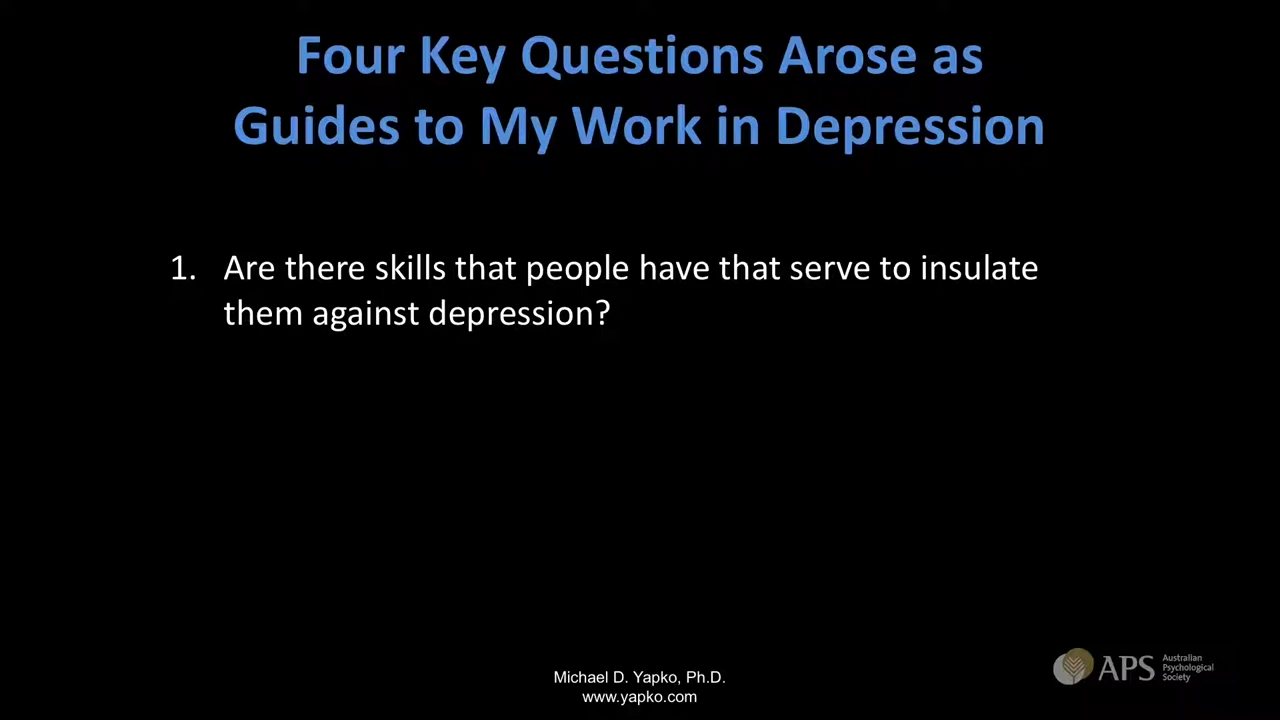 Four Key Questions Arose as
Guides to My Work in Depression
1. Are there skills that people have that serve to insulate
them against depression?
Michael D. Yapko, Ph.D.
www.yapko.com
APS
Australian
Psychological
Society